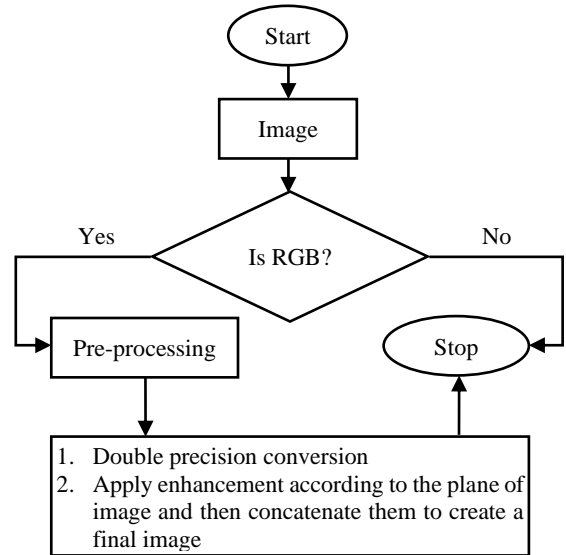 Start
Image
Is RGB?
Yes
No
Pre-processing
Stop
1. Double precision conversion
2. Apply enhancement according to the plane of
image and then concatenate them to create a
final image